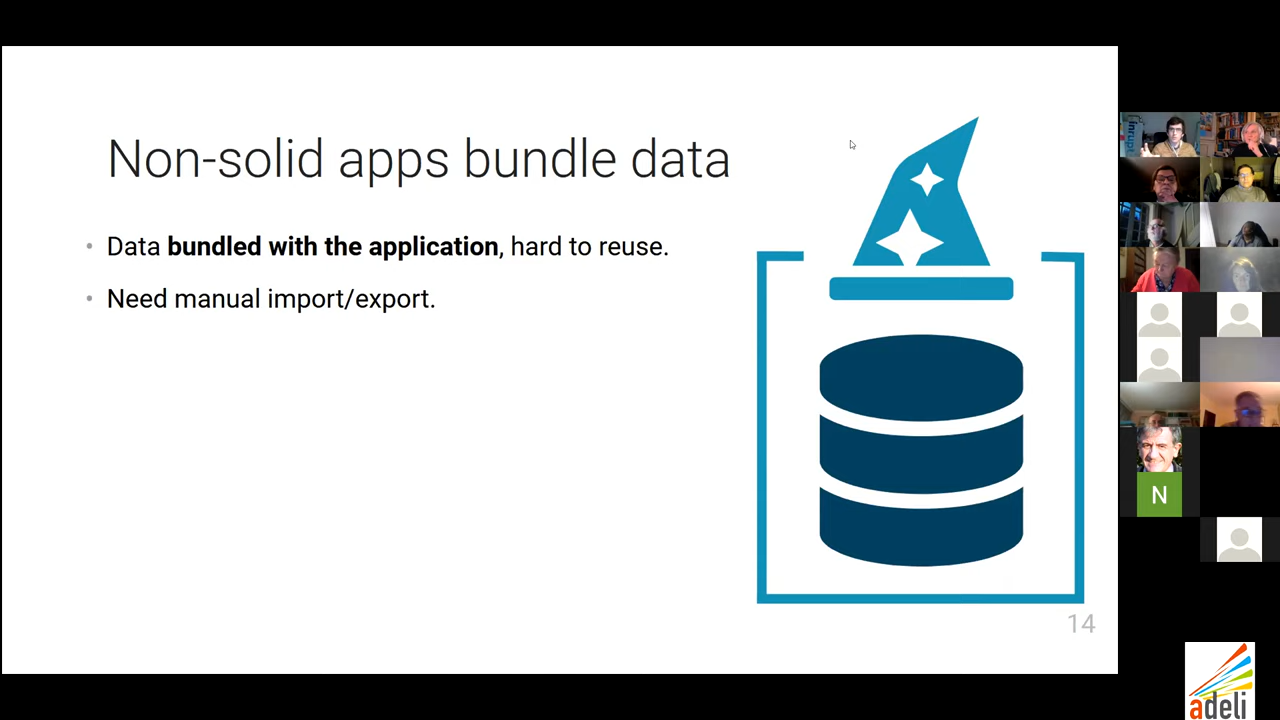 Non-solid apps bundle data
Data bundled with the application, hard to reuse.
Need manual import/export.
14
inrupt
N
adeli